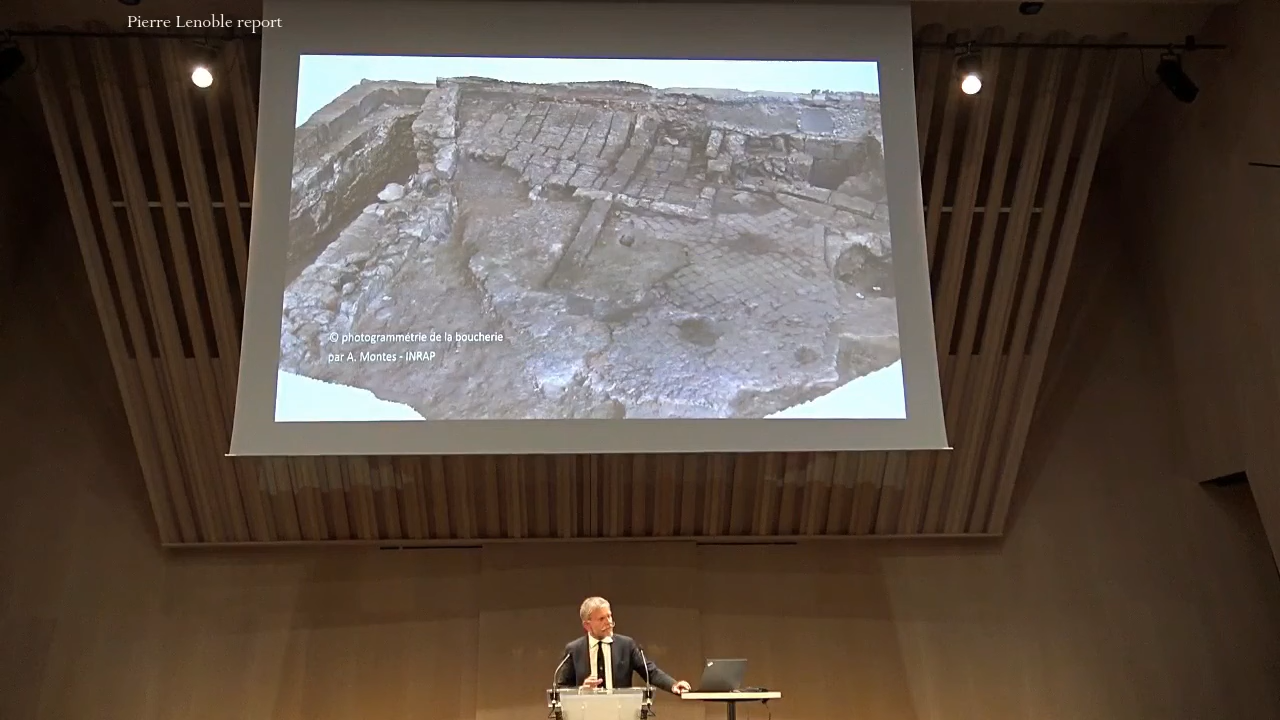 Pierre Lenoble report
© photogrammétrie de la boucherie
par A. Montes - INRAP